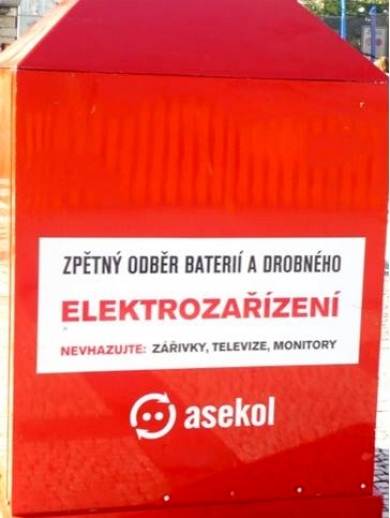 ZPĚTNÝ ODBĚR BATERIÍ A DROBNÉHO
ELEKTROZAŘÍZENÍ
NEVHAZUJTE: ZÁŘIVKY, TELEVIZE, MONITORY
asekol